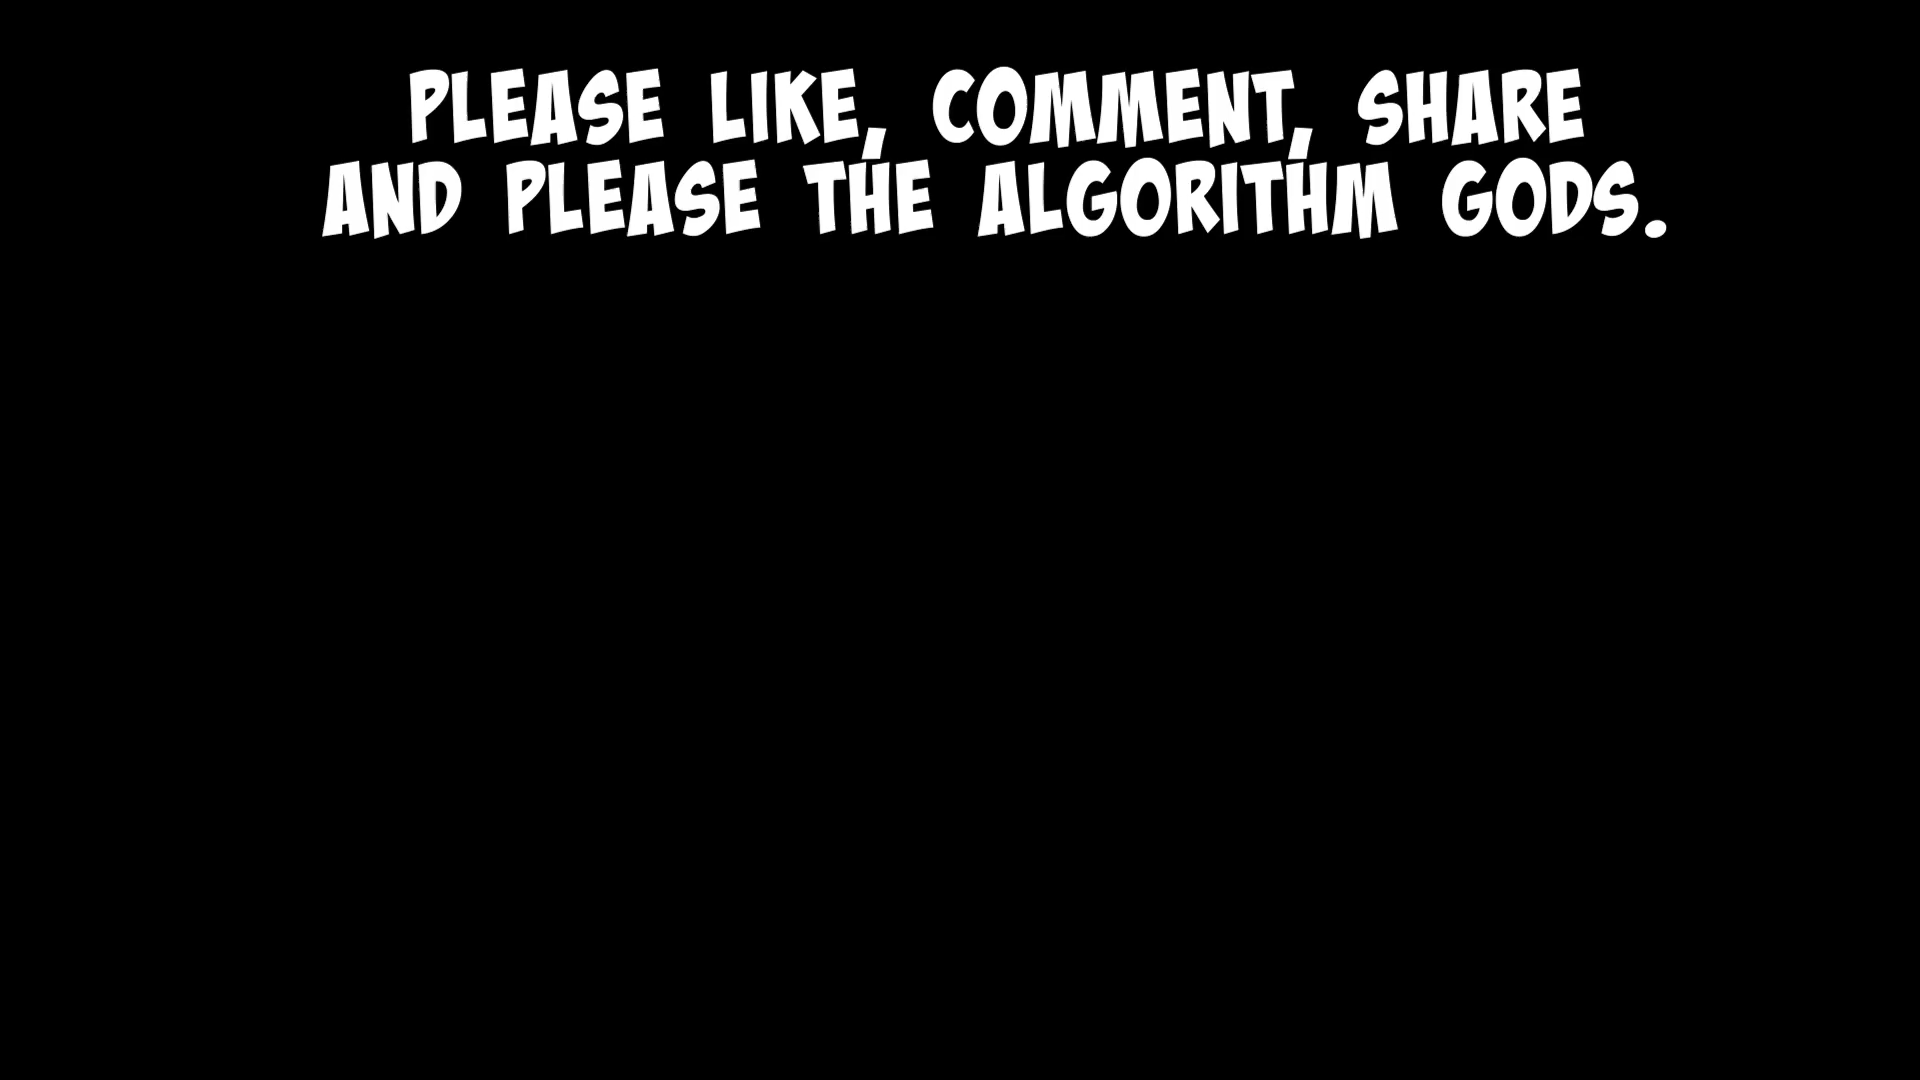 PLEASE LIKE, COMMENT, SHARE
AND PLEASE THE ALGORITHM GODS.